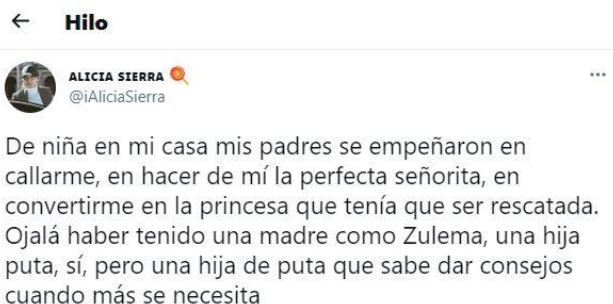 Hilo
ALICIA SIERRA
@iAliciaSierra
De niña en mi casa mis padres se empeñaron en
callarme, en hacer de mí la perfecta señorita, en
convertirme en la princesa que tenía que ser rescatada.
Ojalá haber tenido una madre como Zulema, una hija
puta, sí, pero una hija de puta que sabe dar consejos
cuando más se necesita